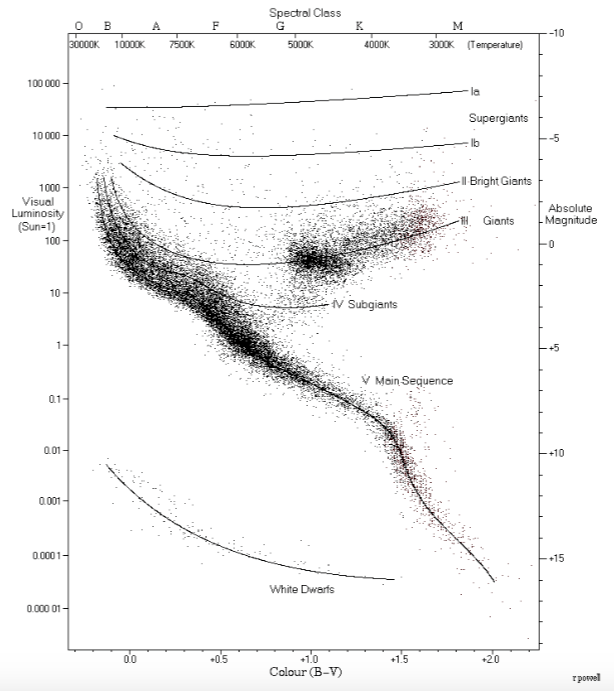 Spectral Class
O B A F G K M
30000K 10000K 7500K 6000K 5000K 4000K 3000K (Temperature)
-10
100 000
Ia
Supergiants
10 000
-5
Ib
1000
II Bright Giants
Visual
Luminosity
(Sun=1)
Absolute
Magnitude
III Giants
100
0
10
IV Subgiants
1
+5
V Main Sequence
0.1
0.01
+10
0.001
0.0001
+15
White Dwarfs
0.000 01
0.0 +0.5 +1.0 +1.5 +2.0
Colour (B-V)
r powell